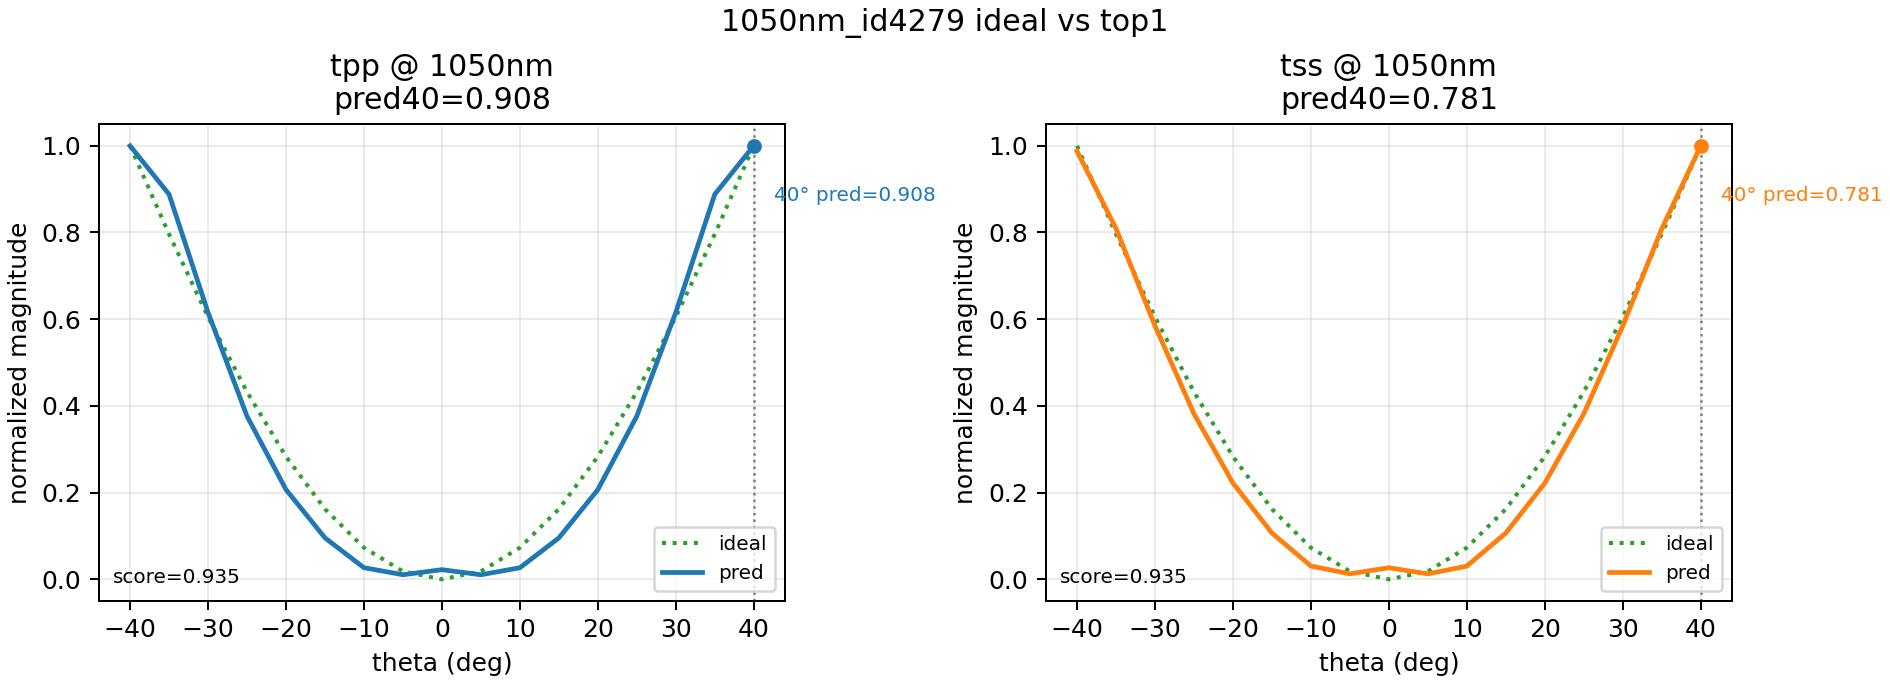 1050nm_id4279 ideal vs top1
tpp @ 1050nm
pred40=0.908
normalized magnitude
1.0
0.8
0.6
0.4
0.2
0.0
40° pred=0.908
score=0.935
ideal
pred
−40
−30
−20
−10
0
10
20
30
40
theta (deg)
tss @ 1050nm
pred40=0.781
normalized magnitude
1.0
0.8
0.6
0.4
0.2
0.0
40° pred=0.781
score=0.935
ideal
pred
−40
−30
−20
−10
0
10
20
30
40
theta (deg)